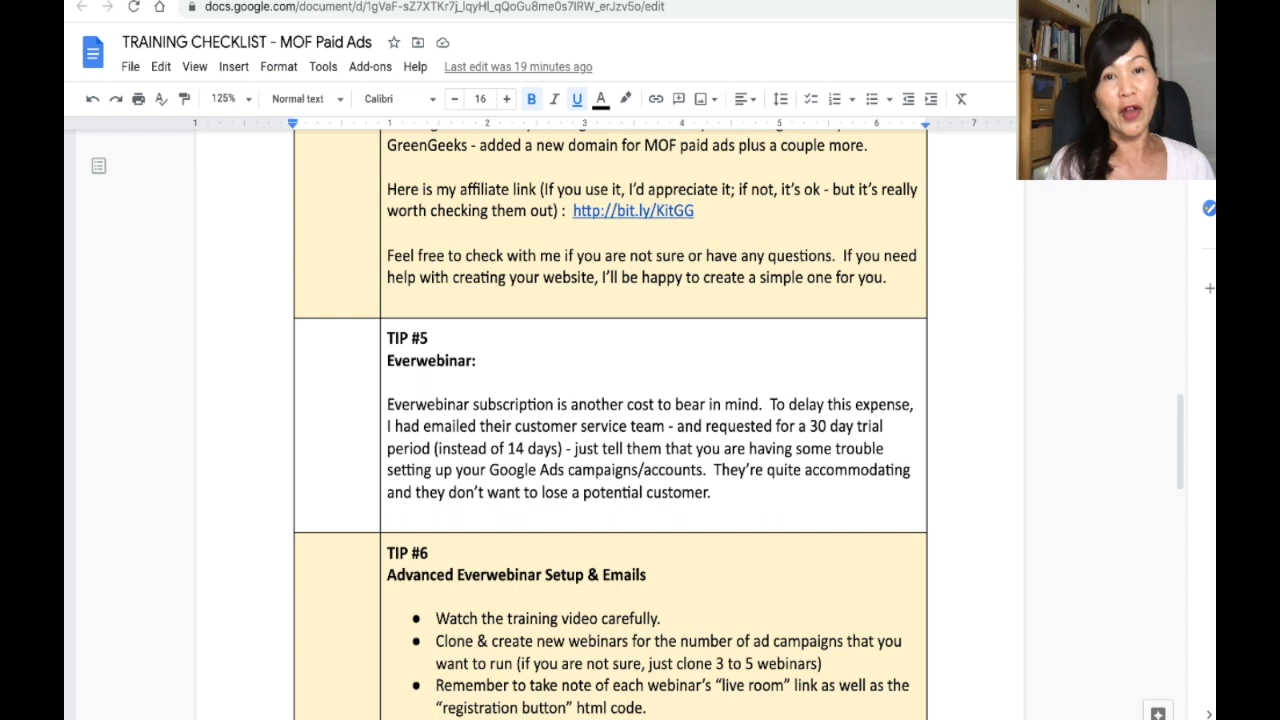 docs.google.com/document/d/1gVaF-sZ7XTKr7j_lqyHl_qQoGu8me0s7IRW_erJzv5o/edit
TRAINING CHECKLIST - MOF Paid Ads
File Edit View Insert Format Tools Add-ons Help Last edit was 19 minutes ago
125% Normal text Calibri 16 B I U A
1 1 2 3 4 5 6 7
GreenGeeks - added a new domain for MOF paid ads plus a couple more.
Here is my affiliate link (If you use it, I’d appreciate it; if not, it’s ok - but it’s really
worth checking them out) : http://bit.ly/KitGG
Feel free to check with me if you are not sure or have any questions. If you need
help with creating your website, I’ll be happy to create a simple one for you.
TIP #5
Everwebinar:
Everwebinar subscription is another cost to bear in mind. To delay this expense,
I had emailed their customer service team - and requested for a 30 day trial
period (instead of 14 days) - just tell them that you are having some trouble
setting up your Google Ads campaigns/accounts. They’re quite accommodating
and they don’t want to lose a potential customer.
TIP #6
Advanced Everwebinar Setup & Emails
● Watch the training video carefully.
● Clone & create new webinars for the number of ad campaigns that you
want to run (if you are not sure, just clone 3 to 5 webinars)
● Remember to take note of each webinar’s “live room” link as well as the
“registration button” html code.